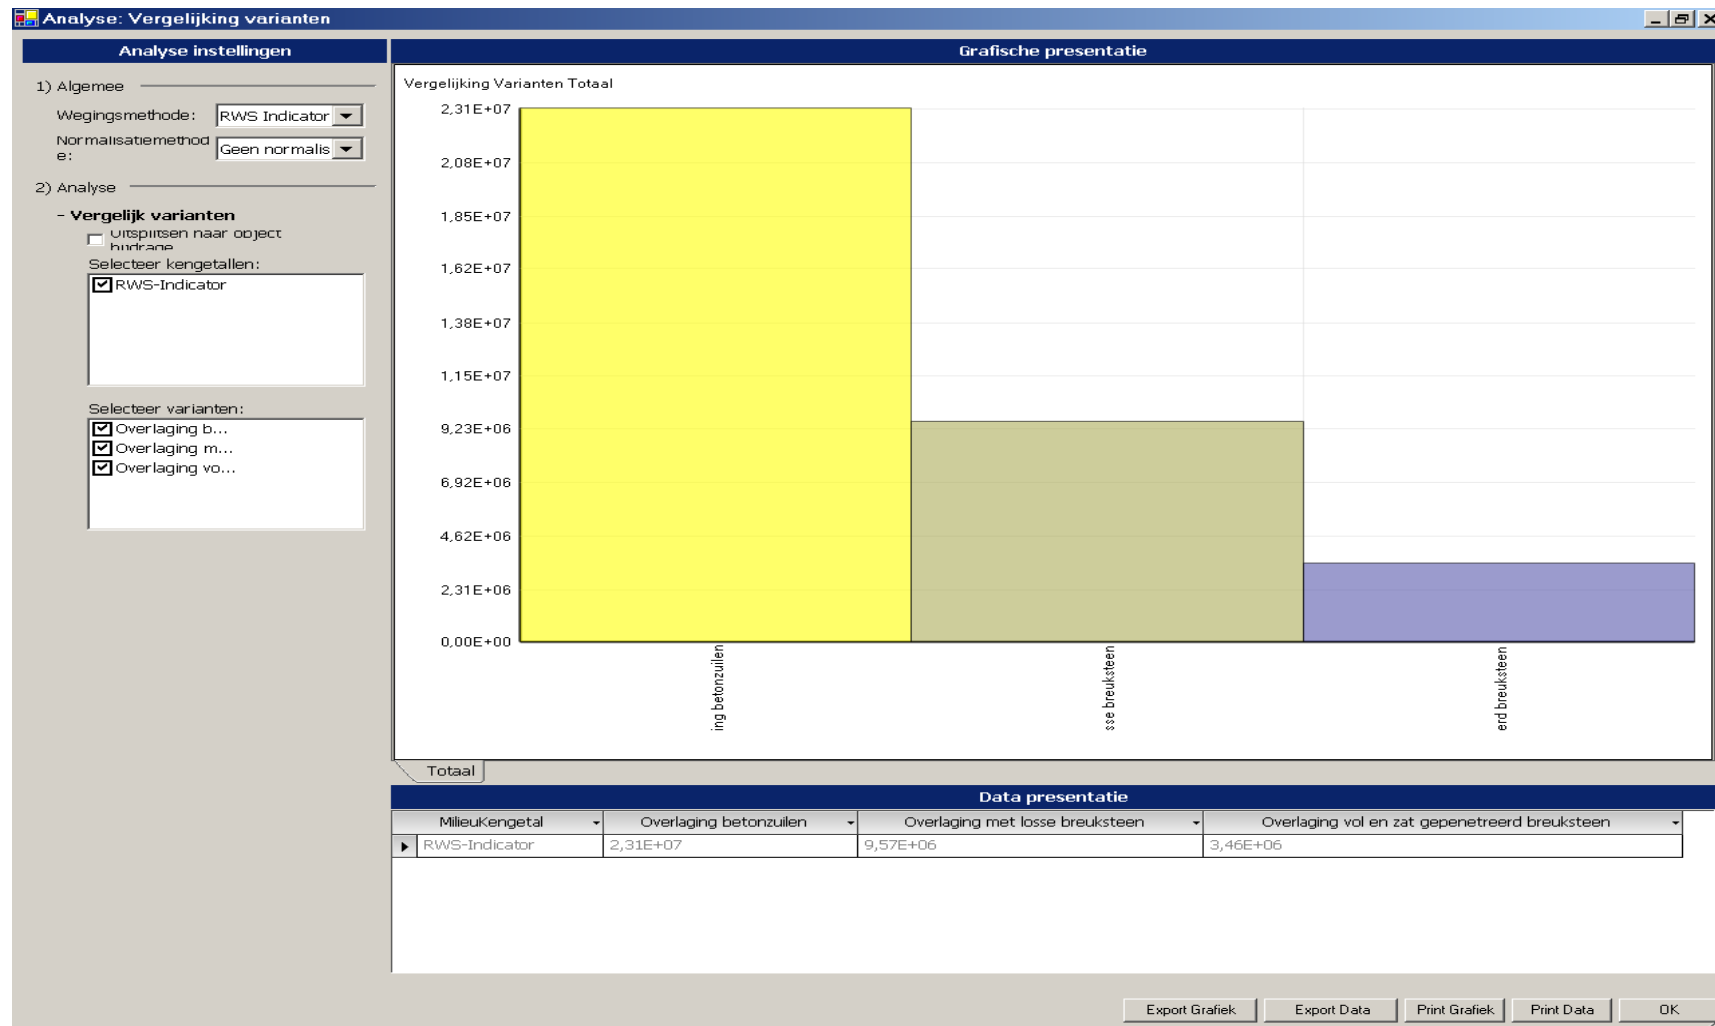 Analyse: Vergelijking varianten
Analyse instellingen
1) Algemee
Wegingsmethode:
RWS Indicator
Normalisatiemethod
e:
Geen normalis
2) Analyse
- Vergelijk varianten
Uitsplitsen naar object
bijdrage
Selecteer kengetallen:
RWS-Indicator
Selecteer varianten:
Overlaging b...
Overlaging m...
Overlaging vo...
Grafische presentatie
Vergelijking Varianten Totaal
2,31E+07
2,08E+07
1,85E+07
1,62E+07
1,38E+07
1,15E+07
9,23E+06
6,92E+06
4,62E+06
2,31E+06
0,00E+00
ing betonzuilen
sse breuksteen
erd breuksteen
Totaal
Data presentatie
MilieuKengetal
Overlaging betonzuilen
Overlaging met losse breuksteen
Overlaging vol en zat gepenetreerd breuksteen
RWS-Indicator
2,31E+07
9,57E+06
3,46E+06
Export Grafiek
Export Data
Print Grafiek
Print Data
OK